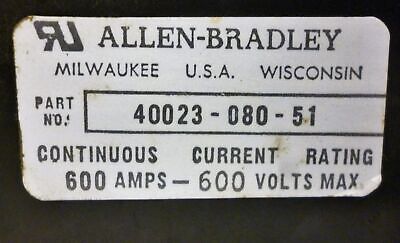 ALLEN-BRADLEY
MILWAUKEE U.S.A. WISCONSIN
PART NO. 40023-080-51
CONTINUOUS CURRENT RATING
600 AMPS - 600 VOLTS MAX